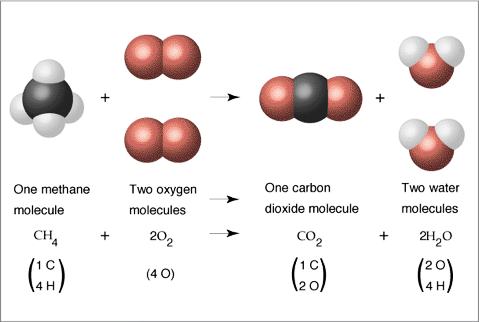 + → +
One methane Two oxygen → One carbon Two water
molecule molecules dioxide molecule molecules
CH₄ + 2O₂ → CO₂ + 2H₂O
(1 C (4 O) (1 C (2 O
4 H) 2 O) 4 H)